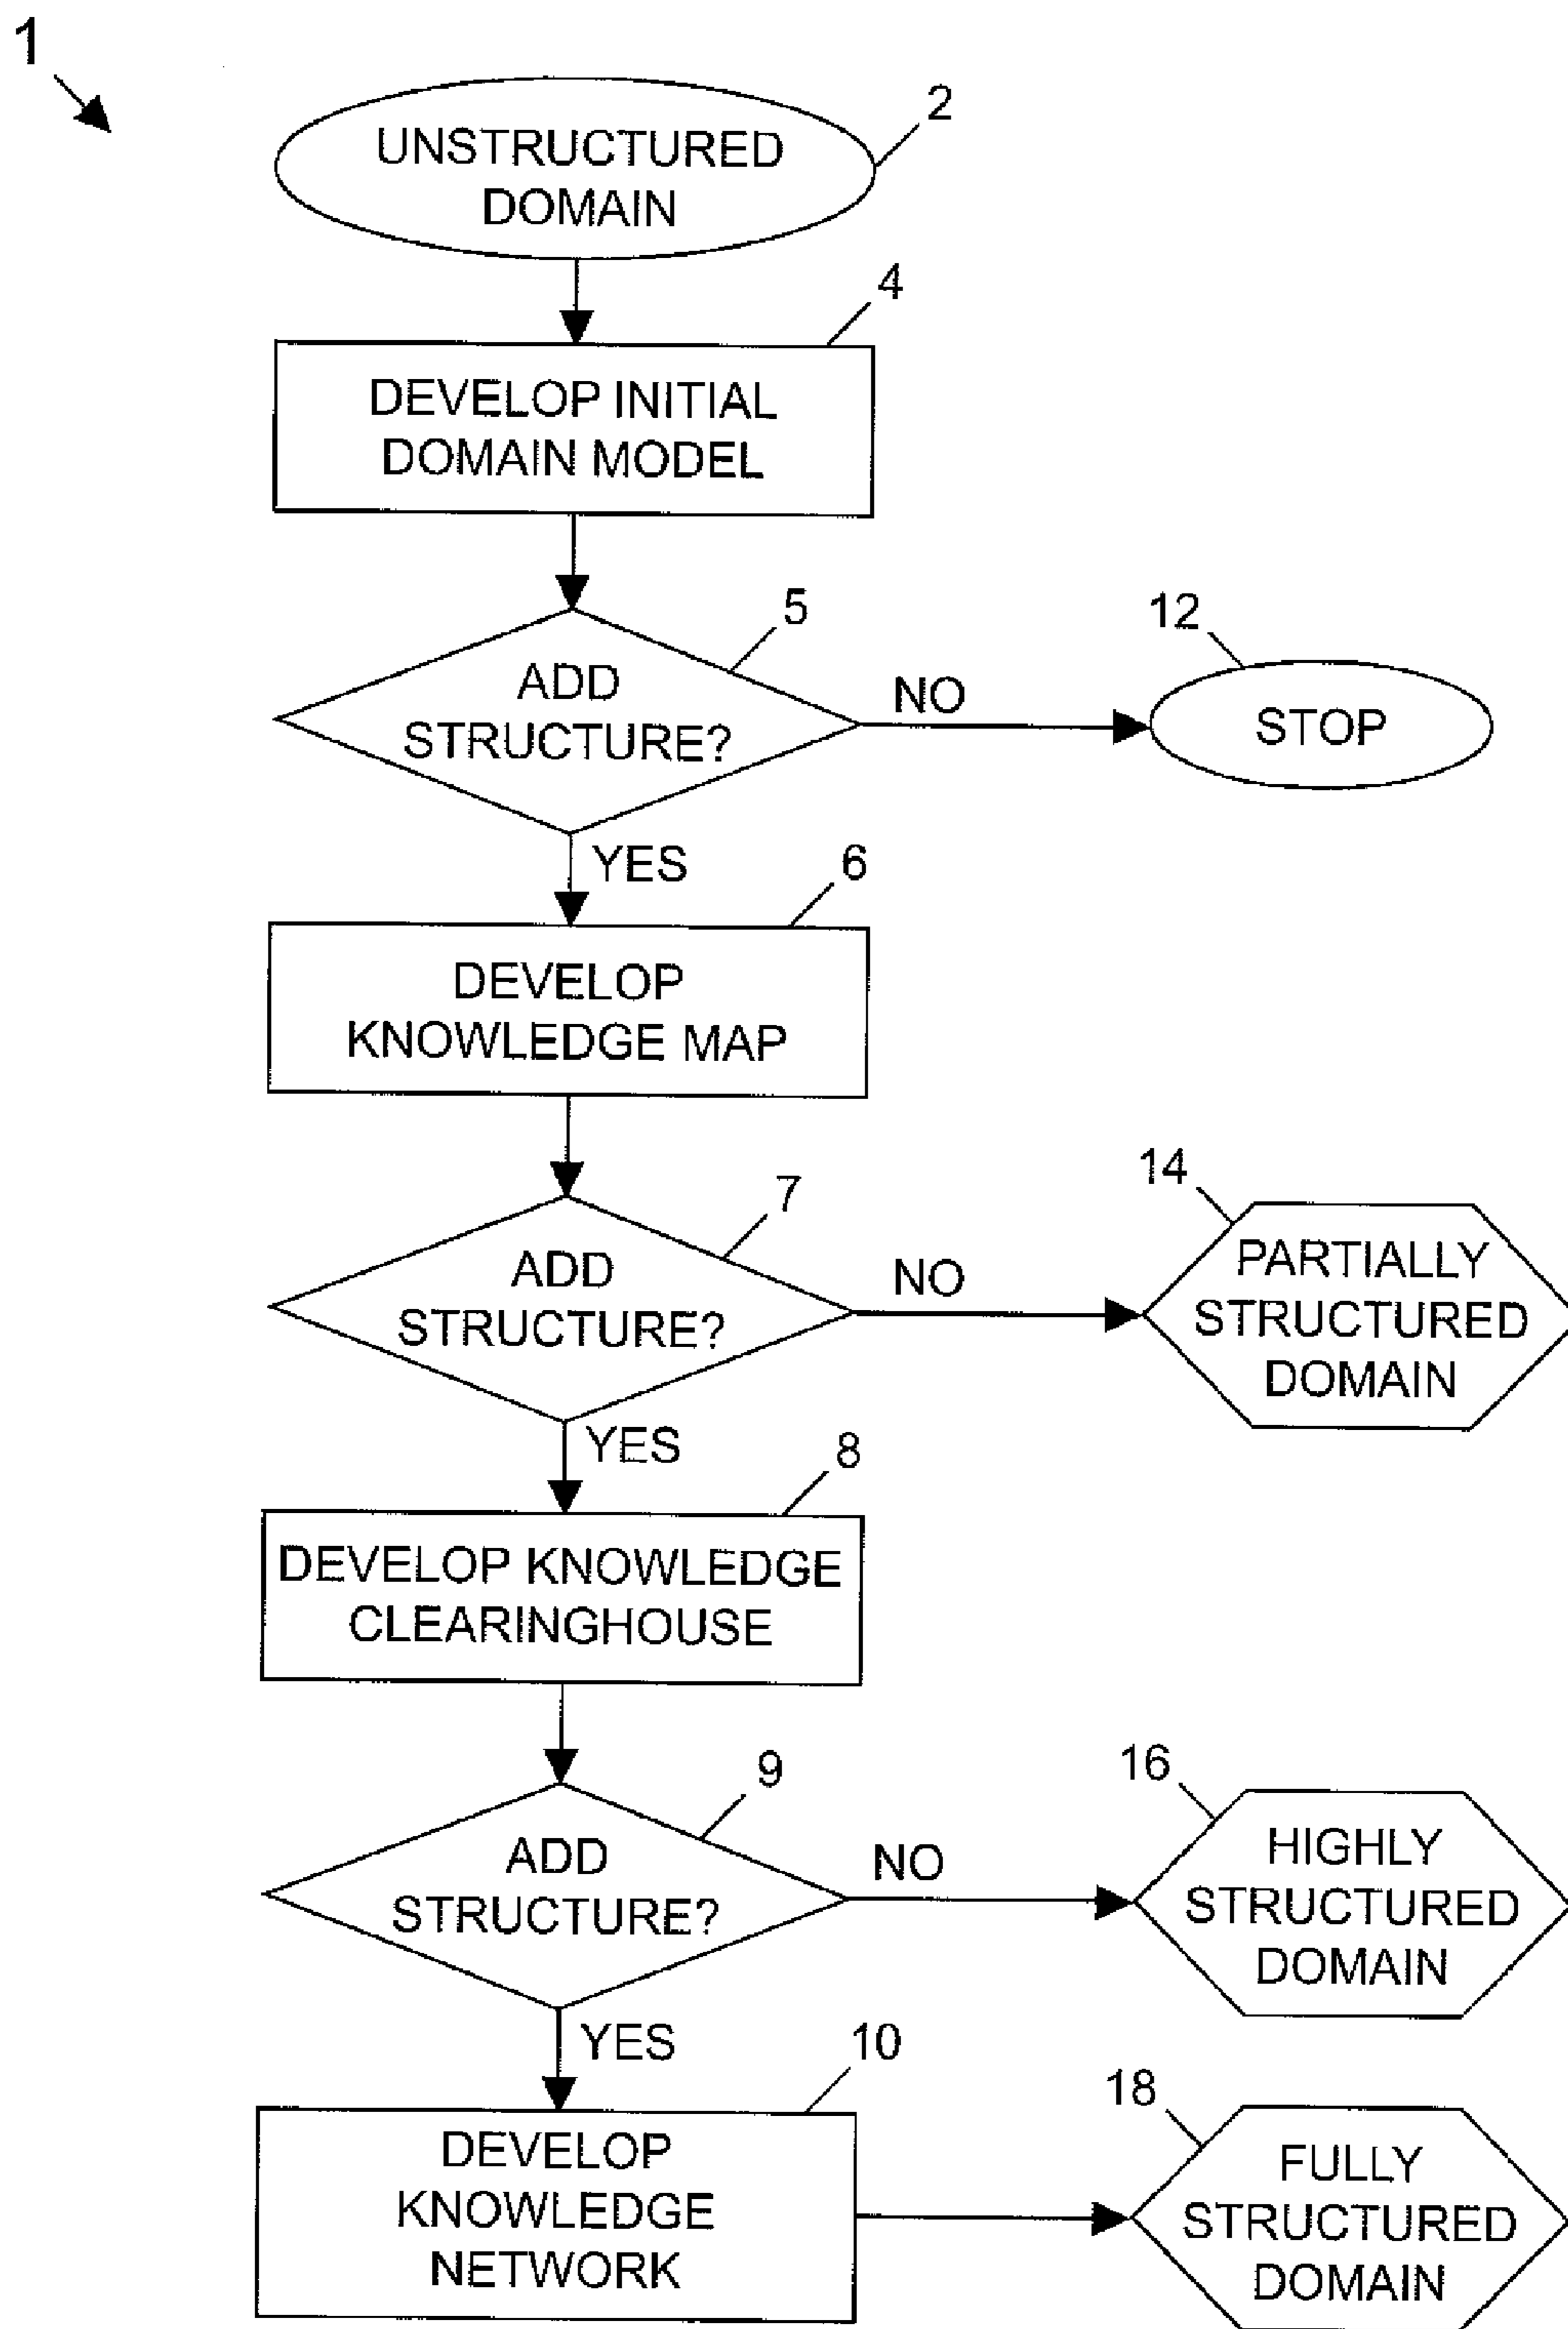 1
2
UNSTRUCTURED
DOMAIN
4
DEVELOP INITIAL
DOMAIN MODEL
5
ADD
STRUCTURE?
NO
12
STOP
YES
6
DEVELOP
KNOWLEDGE MAP
7
ADD
STRUCTURE?
NO
14
PARTIALLY
STRUCTURED
DOMAIN
YES
8
DEVELOP KNOWLEDGE
CLEARINGHOUSE
9
ADD
STRUCTURE?
NO
16
HIGHLY
STRUCTURED
DOMAIN
YES
10
DEVELOP
KNOWLEDGE
NETWORK
18
FULLY
STRUCTURED
DOMAIN